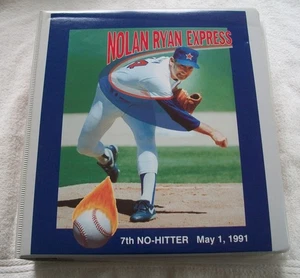 NOLAN RYAN EXPRESS
7th NO-HITTER May 1, 1991